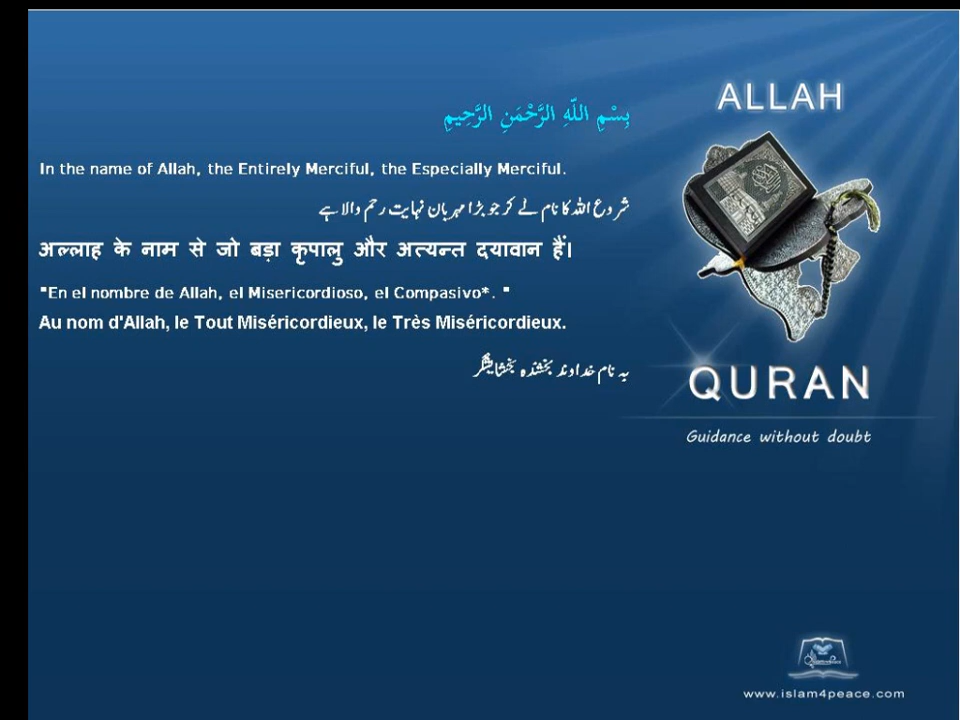 بِسْمِ اللّهِ الرَّحْمَنِ الرَّحِيمِ
In the name of Allah, the Entirely Merciful, the Especially Merciful.
شروع اللہ کا نام لے کر جو بڑا مہربان نہایت رحم والا ہے
अल्लाह के नाम से जो बड़ा कृपालु और अत्यन्त दयावान हैं।
"En el nombre de Allah, el Misericordioso, el Compasivo*. "
Au nom d'Allah, le Tout Miséricordieux, le Très Miséricordieux.
به نام خداوند بخشنده بخشایشگر
ALLAH
QURAN
Guidance without doubt
www.islam4peace.com